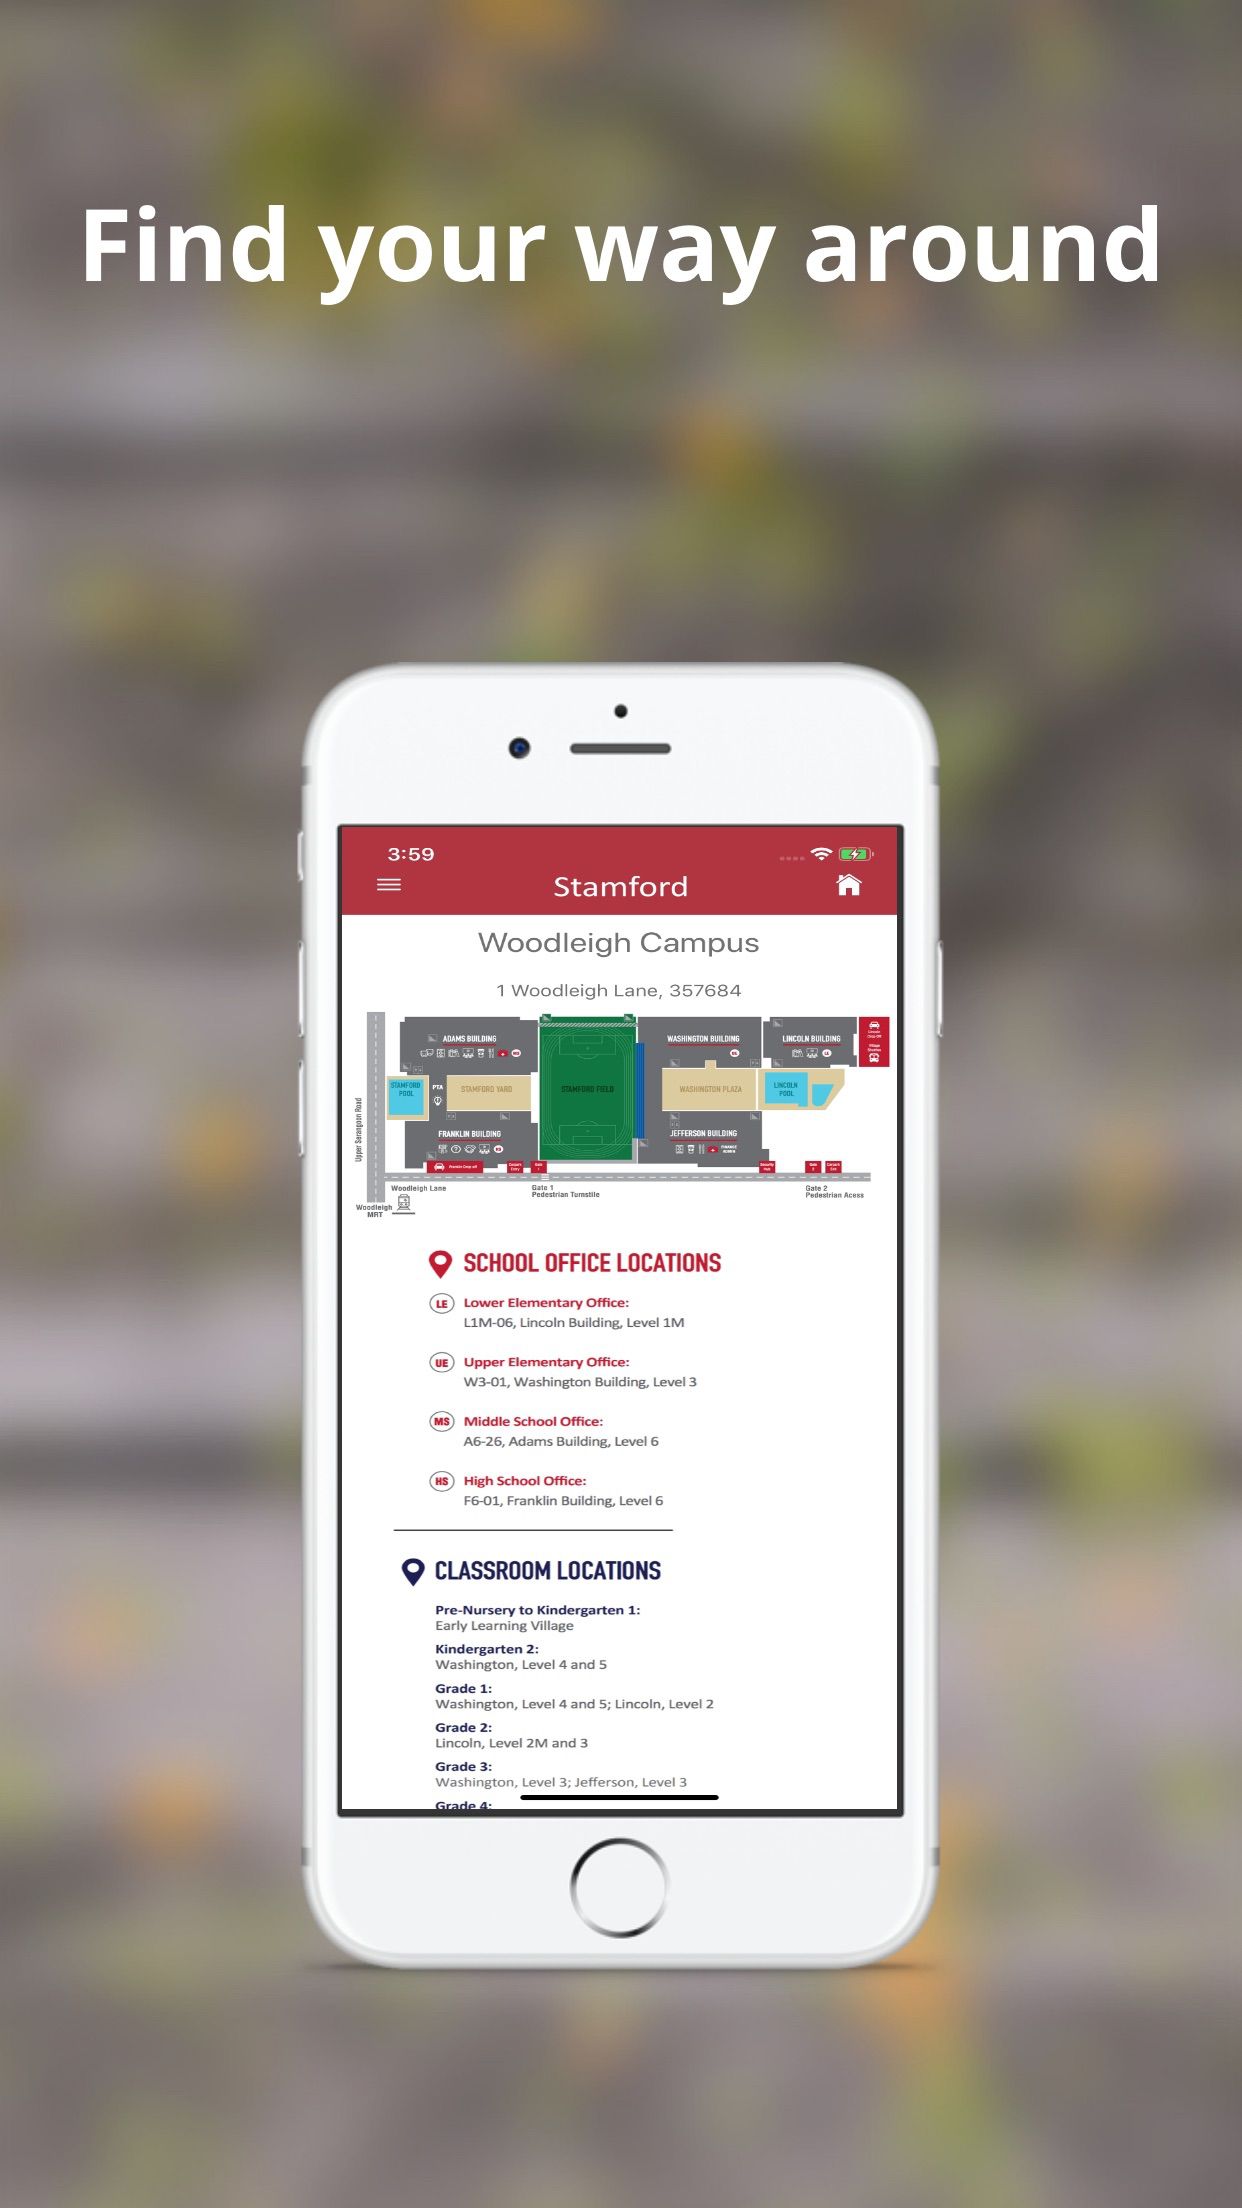 Find your way around
3:59
Stamford
Woodleigh Campus
1 Woodleigh Lane, 357684
ADAMS BUILDING
WASHINGTON BUILDING
LINCOLN BUILDING
STAMFORD
POOL
PTA
STAMFORD YARD
STAMFORD FIELD
WASHINGTON PLAZA
LINCOLN
POOL
Upper Serangoon Road
FRANKLIN BUILDING
JEFFERSON BUILDING
Franklin Drop-off
Gate
1
Gate
2
Woodleigh Lane
Gate 1
Pedestrian Turnstile
Gate 2
Pedestrian Acess
Woodleigh
MRT
SCHOOL OFFICE LOCATIONS
LE Lower Elementary Office:
L1M-06, Lincoln Building, Level 1M
UE Upper Elementary Office:
W3-01, Washington Building, Level 3
MS Middle School Office:
A6-26, Adams Building, Level 6
HS High School Office:
F6-01, Franklin Building, Level 6
CLASSROOM LOCATIONS
Pre-Nursery to Kindergarten 1:
Early Learning Village
Kindergarten 2:
Washington, Level 4 and 5
Grade 1:
Washington, Level 4 and 5; Lincoln, Level 2
Grade 2:
Lincoln, Level 2M and 3
Grade 3:
Washington, Level 3; Jefferson, Level 3
Grade 4: